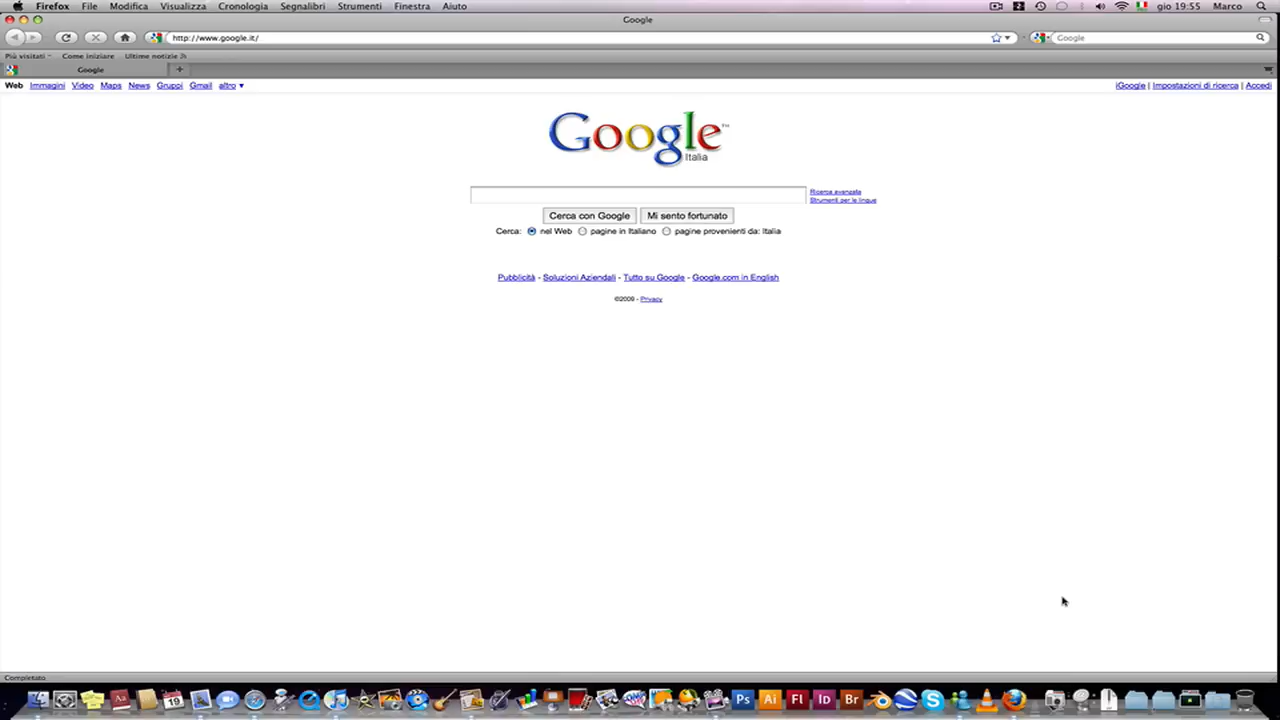 Firefox File Modifica Visualizza Cronologia Segnalibri Strumenti Finestra Aiuto gio 19:55 Marco
Google
http://www.google.it/ Google
Più visitati Come iniziare Ultime notizie
Google
Web Immagini Video Maps News Gruppi Gmail altro ▼ iGoogle | Impostazioni di ricerca | Accedi
Google™
Italia
Ricerca avanzata
Strumenti per le lingue
Cerca con Google Mi sento fortunato
Cerca: nel Web pagine in Italiano pagine provenienti da: Italia
Pubblicità - Soluzioni Aziendali - Tutto su Google - Google.com in English
©2009 - Privacy
Completato
Aa 19 Ps Ai Fl Id Br